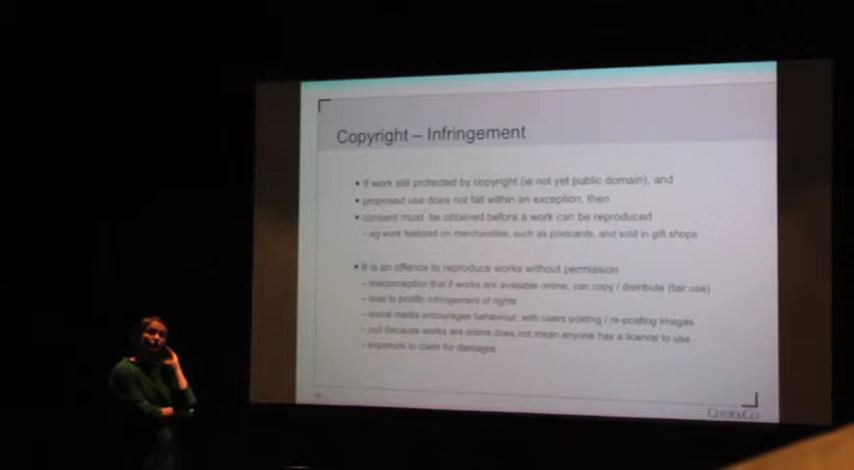 Copyright – Infringement
• If work still protected by copyright (ie not yet public domain), and
• proposed use does not fall within an exception, then
• consent must be obtained before a work can be reproduced
– eg work featured on merchandise, such as postcards, and sold in gift shops
• It is an offence to reproduce works without permission
– misconception that if works are available online, can copy / distribute (fair use)
– lead to prolific infringement of rights
– social media encourages behaviour, with users posting / re-posting images
– just because works are online does not mean anyone has a licence to use
– exposure to claim for damages